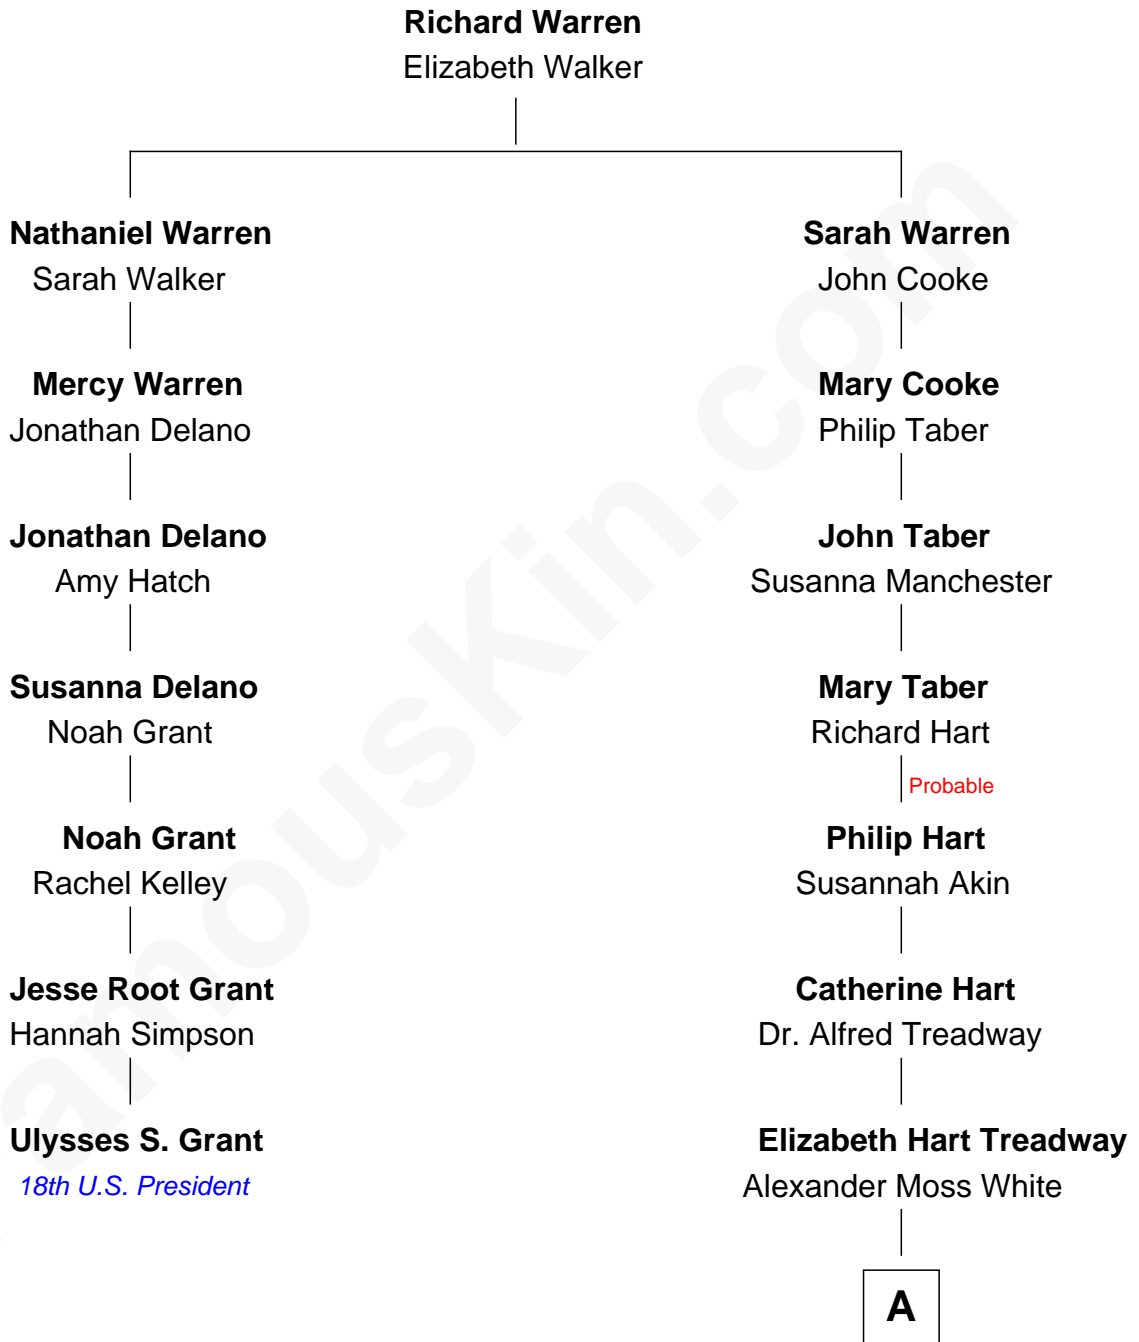 Richard Warren
Elizabeth Walker
Nathaniel Warren
Sarah Walker
Sarah Warren
John Cooke
Mercy Warren
Jonathan Delano
Mary Cooke
Philip Taber
Jonathan Delano
Amy Hatch
John Taber
Susanna Manchester
Susanna Delano
Noah Grant
Mary Taber
Richard Hart
Probable
Noah Grant
Rachel Kelley
Philip Hart
Susannah Akin
Jesse Root Grant
Hannah Simpson
Catherine Hart
Dr. Alfred Treadway
Ulysses S. Grant
18th U.S. President
Elizabeth Hart Treadway
Alexander Moss White
A
amouskin.com